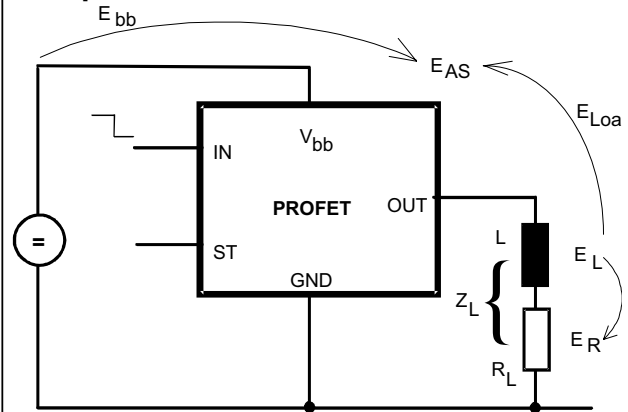 E bb
E AS
E Loa
V bb
IN
PROFET
OUT
ST
GND
=
L
E L
Z L {
E R
R L